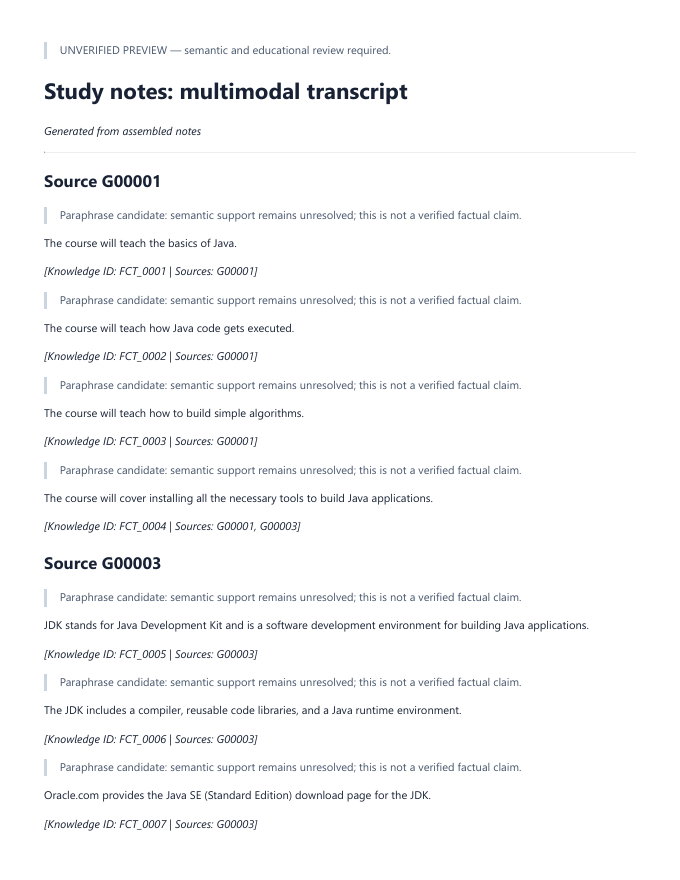 UNVERIFIED PREVIEW — semantic and educational review required.
Study notes: multimodal transcript
Generated from assembled notes
Source G00001
Paraphrase candidate: semantic support remains unresolved; this is not a verified factual claim.
The course will teach the basics of Java.
[Knowledge ID: FCT_0001 | Sources: G00001]
Paraphrase candidate: semantic support remains unresolved; this is not a verified factual claim.
The course will teach how Java code gets executed.
[Knowledge ID: FCT_0002 | Sources: G00001]
Paraphrase candidate: semantic support remains unresolved; this is not a verified factual claim.
The course will teach how to build simple algorithms.
[Knowledge ID: FCT_0003 | Sources: G00001]
Paraphrase candidate: semantic support remains unresolved; this is not a verified factual claim.
The course will cover installing all the necessary tools to build Java applications.
[Knowledge ID: FCT_0004 | Sources: G00001, G00003]
Source G00003
Paraphrase candidate: semantic support remains unresolved; this is not a verified factual claim.
JDK stands for Java Development Kit and is a software development environment for building Java applications.
[Knowledge ID: FCT_0005 | Sources: G00003]
Paraphrase candidate: semantic support remains unresolved; this is not a verified factual claim.
The JDK includes a compiler, reusable code libraries, and a Java runtime environment.
[Knowledge ID: FCT_0006 | Sources: G00003]
Paraphrase candidate: semantic support remains unresolved; this is not a verified factual claim.
Oracle.com provides the Java SE (Standard Edition) download page for the JDK.
[Knowledge ID: FCT_0007 | Sources: G00003]